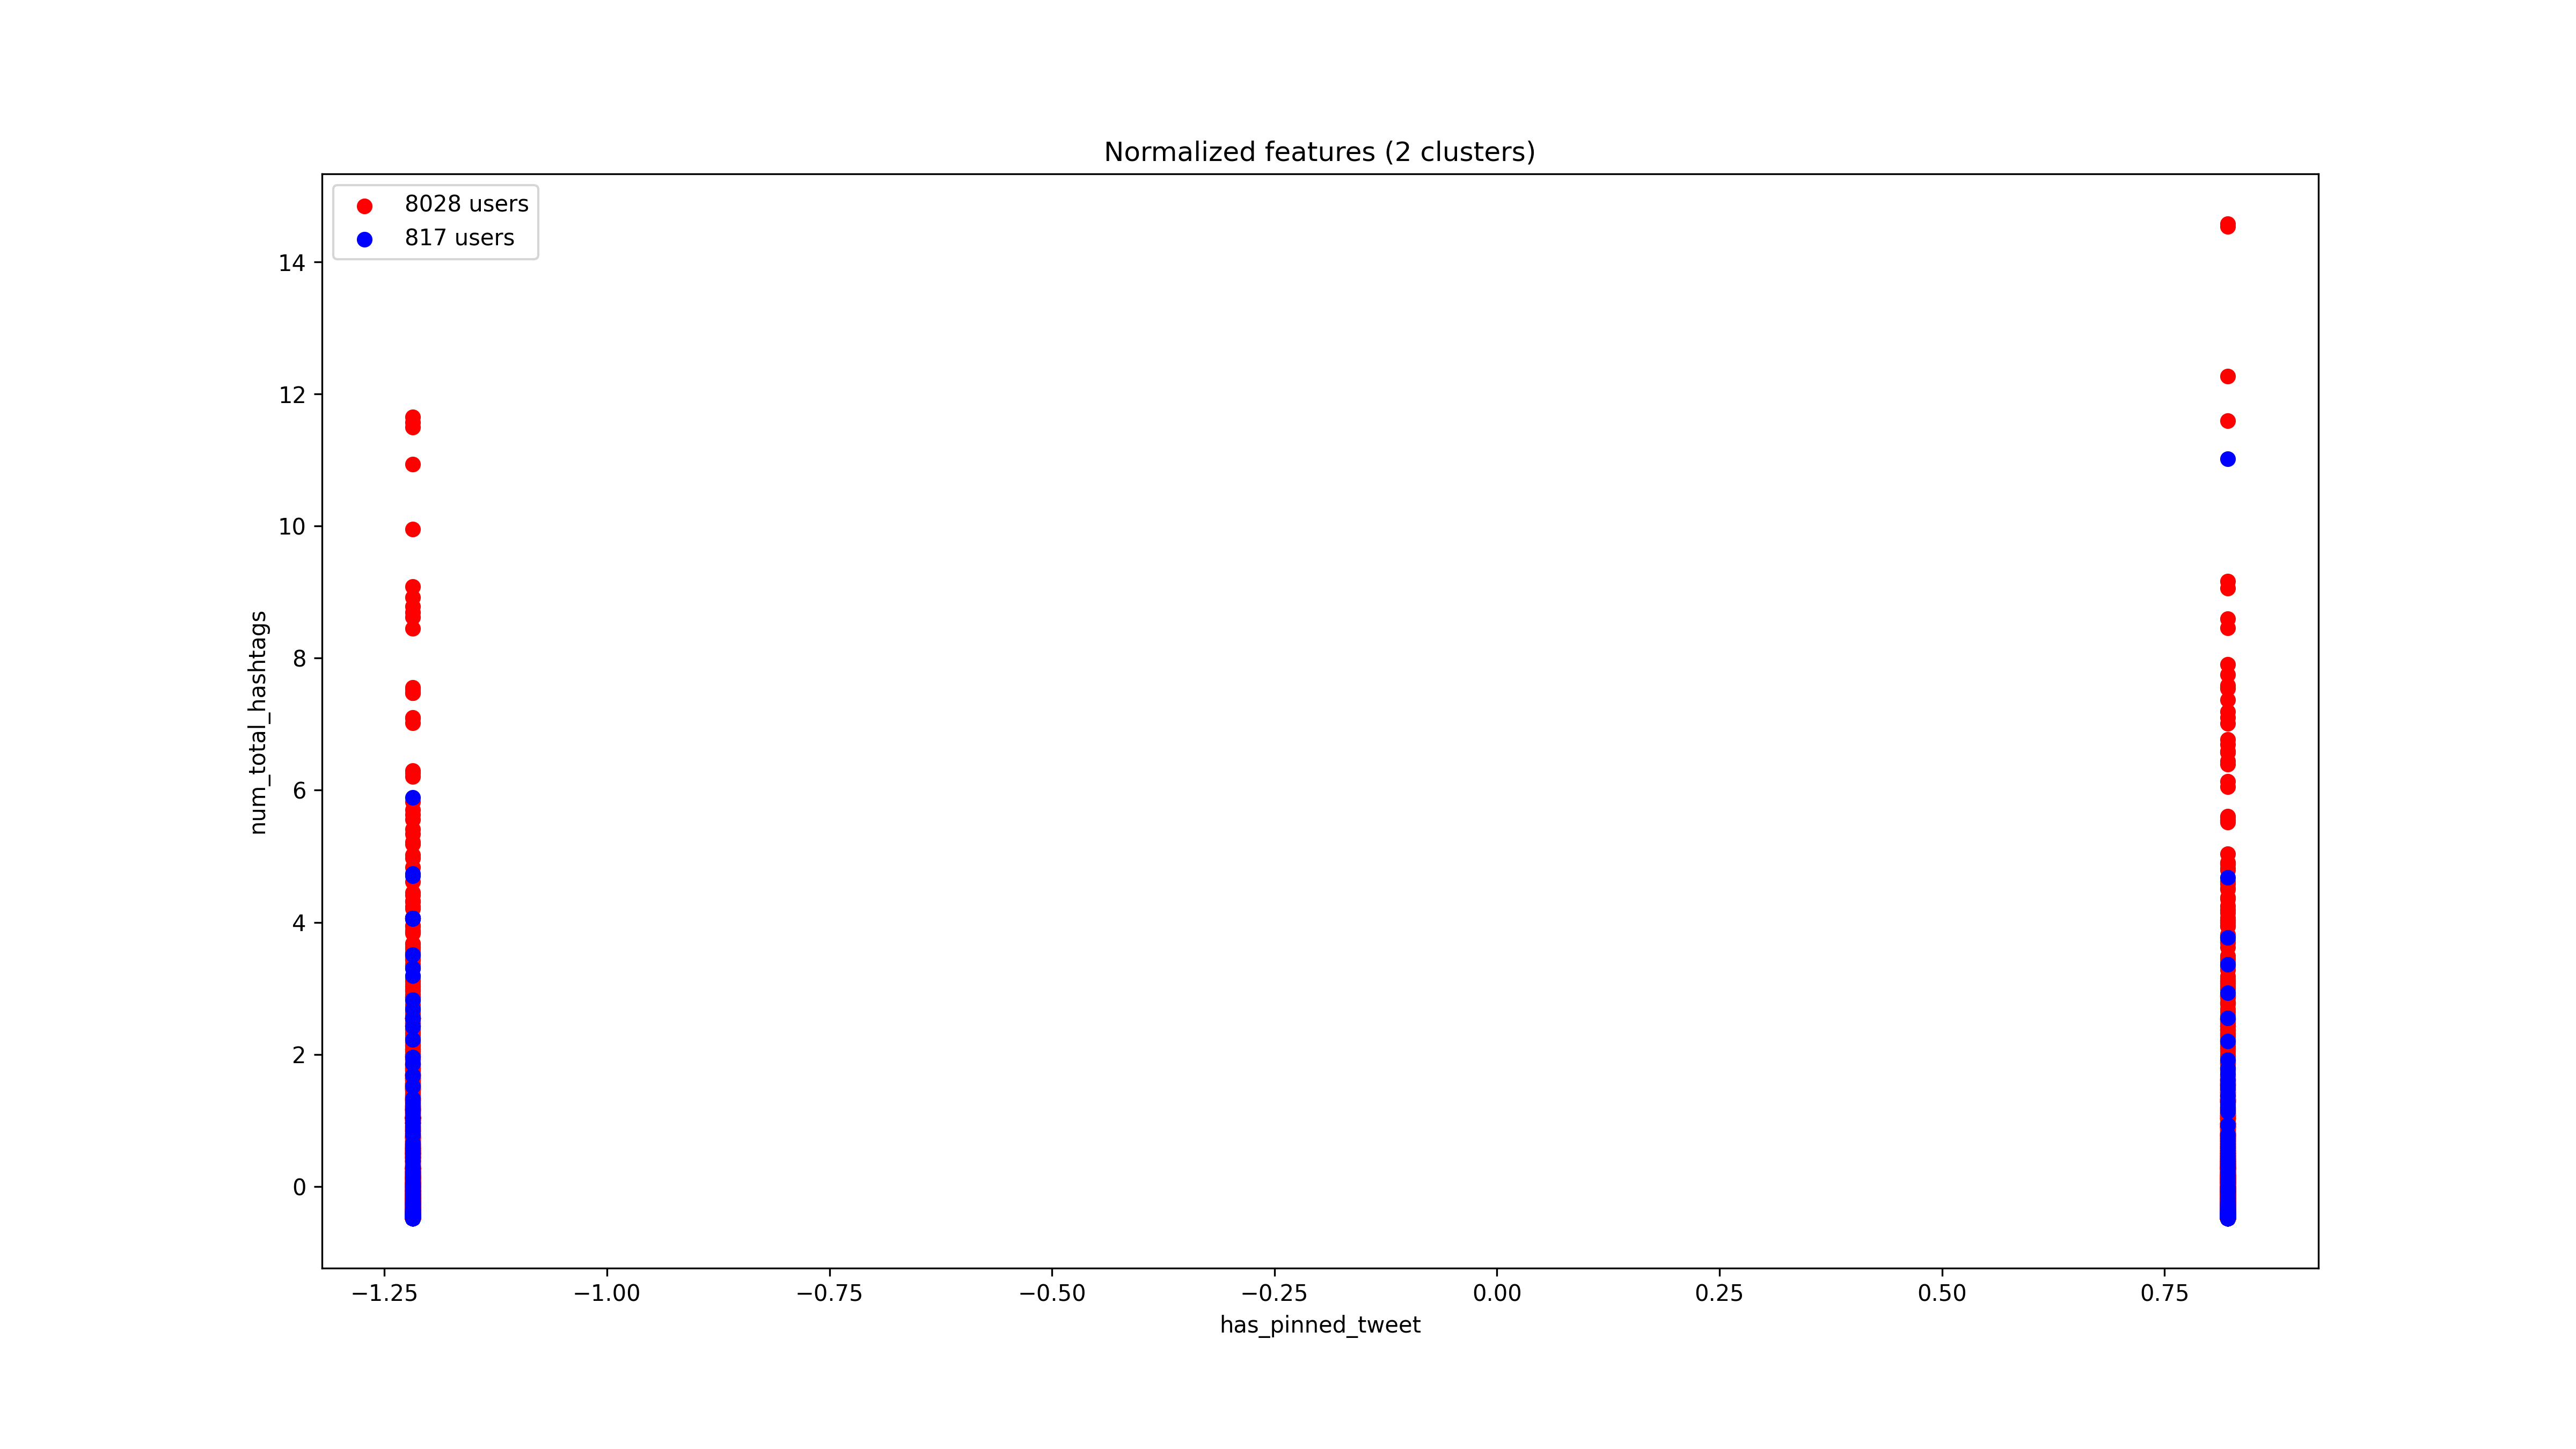 Normalized features (2 clusters)
8028 users
817 users
14
12
10
8
6
4
2
0
num_total_hashtags
−1.25 −1.00 −0.75 −0.50 −0.25 0.00 0.25 0.50 0.75
has_pinned_tweet